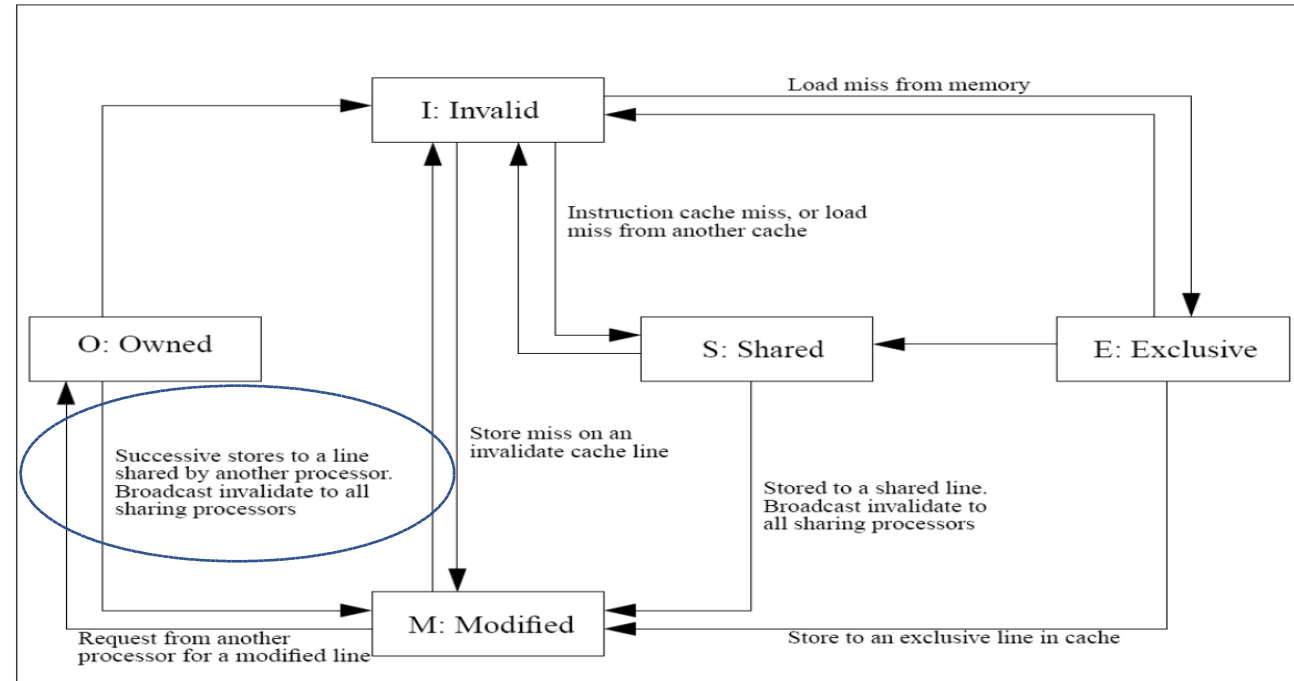 Load miss from memory
I: Invalid
Instruction cache miss, or load
miss from another cache
O: Owned
S: Shared
E: Exclusive
Successive stores to a line
shared by another processor.
Broadcast invalidate to all
sharing processors
Store miss on an
invalidate cache line
Stored to a shared line.
Broadcast invalidate to
all sharing processors
M: Modified
Request from another
processor for a modified line
Store to an exclusive line in cache